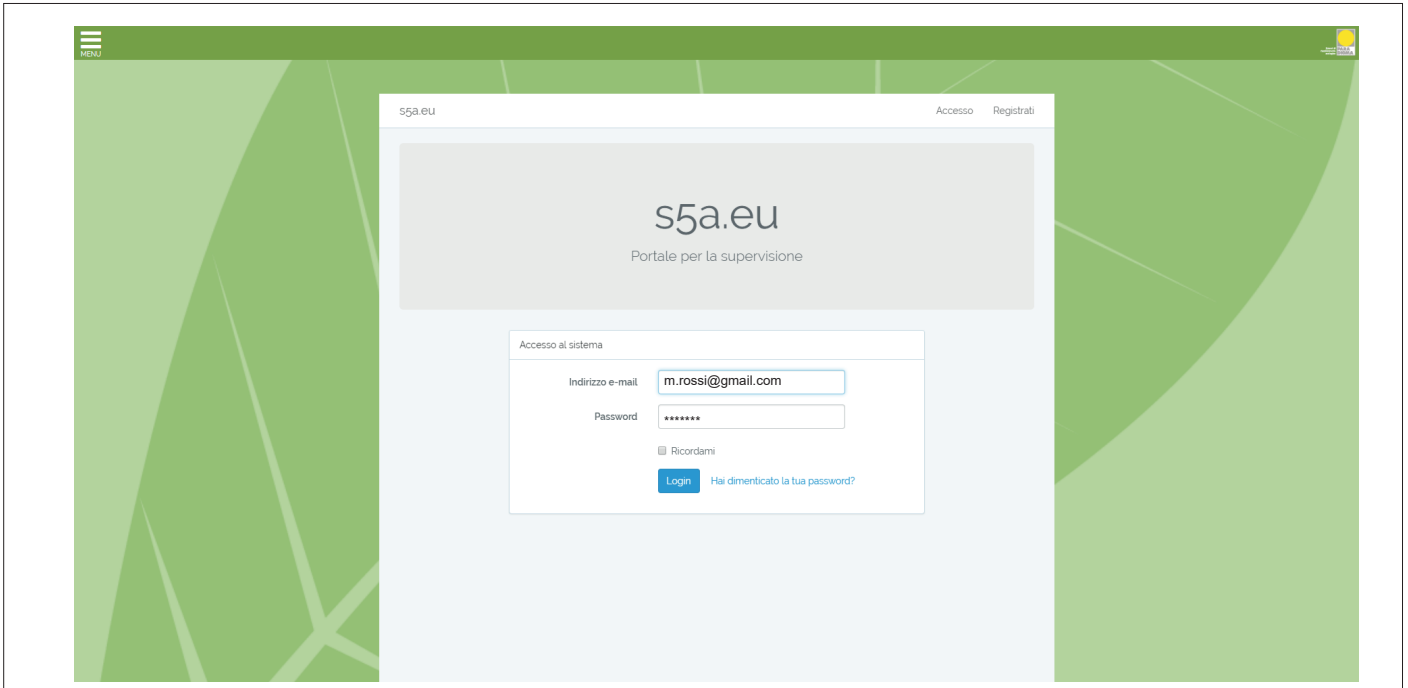 MENU
s5a.eu
Accesso Registrati
s5a.eu
Portale per la supervisione
Accesso al sistema
Indirizzo e-mail m.rossi@gmail.com
Password *******
Ricordami
Login Hai dimenticato la tua password?